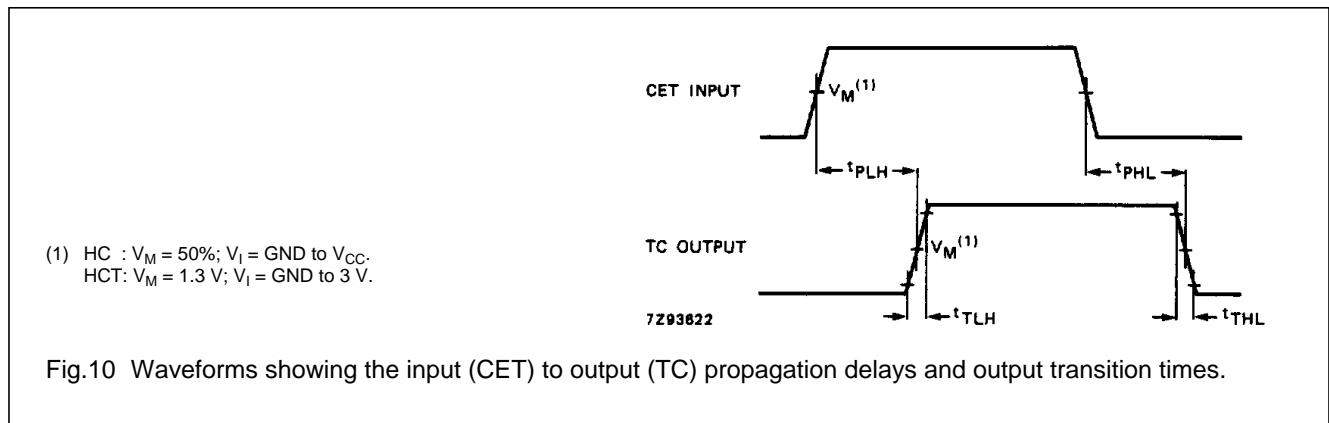 CET INPUT
V_M^(1)
t_PLH
t_PHL
TC OUTPUT
V_M^(1)
(1) HC : V_M = 50%; V_I = GND to V_CC.
HCT: V_M = 1.3 V; V_I = GND to 3 V.
7Z93622
t_TLH
t_THL
Fig.10 Waveforms showing the input (CET) to output (TC) propagation delays and output transition times.